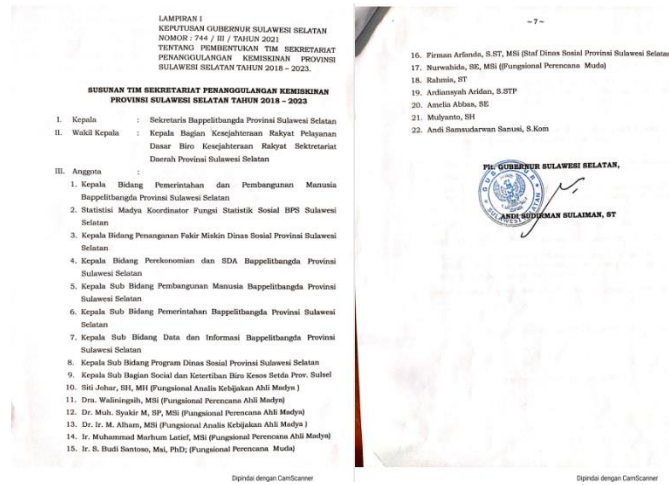 LAMPIRAN I
KEPUTUSAN GUBERNUR SULAWESI SELATAN
NOMOR : 744 / III / TAHUN 2021
TENTANG PEMBENTUKAN TIM SEKRETARIAT
PENANGGULANGAN KEMISKINAN PROVINSI
SULAWESI SELATAN TAHUN 2018 – 2023.
SUSUNAN TIM SEKRETARIAT PENANGGULANGAN KEMISKINAN
PROVINSI SULAWESI SELATAN TAHUN 2018 – 2023
I. Kepala : Sekretaris Bappelitbangda Provinsi Sulawesi Selatan
II. Wakil Kepala : Kepala Bagian Kesejahteraan Rakyat Pelayanan
Dasar Biro Kesejahteraan Rakyat Sektretariat
Daerah Provinsi Sulawesi Selatan
III. Anggota :
1. Kepala Bidang Pemerintahan dan Pembangunan Manusia
Bappelitbangda Provinsi Sulawesi Selatan
2. Statistisi Madya Koordinator Fungsi Statistik Sosial BPS Sulawesi
Selatan
3. Kepala Bidang Penanganan Fakir Miskin Dinas Sosial Provinsi Sulawesi
Selatan
4. Kepala Bidang Perekonomian dan SDA Bappelitbangda Provinsi
Sulawesi Selatan
5. Kepala Sub Bidang Pembangunan Manusia Bappelitbangda Provinsi
Sulawesi Selatan
6. Kepala Sub Bidang Pemerintahan Bappelitbangda Provinsi Sulawesi
Selatan
7. Kepala Sub Bidang Data dan Informasi Bappelitbangda Provinsi
Sulawesi Selatan
8. Kepala Sub Bidang Program Dinas Sosial Provinsi Sulawesi Selatan
9. Kepala Sub Bagian Social dan Ketertiban Biro Kesos Setda Prov. Sulsel
10. Siti Johar, SH, MH (Fungsional Analis Kebijakan Ahli Madya )
11. Dra. Waliningsih, MSi (Fungsional Perencana Ahli Madya)
12. Dr. Muh. Syakir M, SP, MSi (Fungsional Perencana Ahli Madya)
13. Dr. Ir. M. Alham, MSi (Fungsional Analis Kebijakan Ahli Madya )
14. Ir. Muhammad Marhum Latief, MSi (Fungsional Perencana Ahli Madya)
15. Ir. S. Budi Santoso, Msi, PhD; (Fungsional Perencana Muda)
Dipindai dengan CamScanner
– 7 –
16. Firman Arfanda, S.ST, MSi (Staf Dinas Sosial Provinsi Sulawesi Selatan
17. Nurwahida, SE, MSi ((Fungsional Perencana Muda)
18. Rahmia, ST
19. Ardiansyah Aridan, S.STP
20. Amelia Abbas, SE
21. Mulyanto, SH
22. Andi Samsudarwan Sanusi, S.Kom
Plt. GUBERNUR SULAWESI SELATAN,
ANDI SUDIRMAN SULAIMAN, ST
Dipindai dengan CamScanner